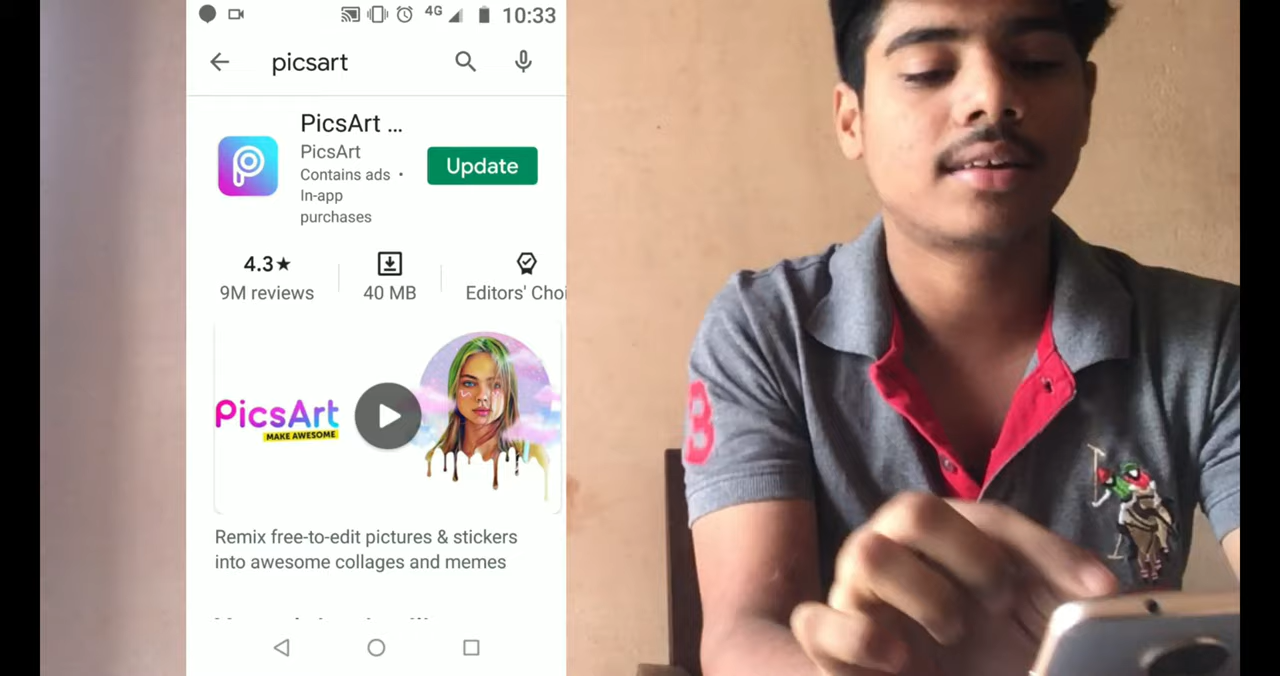 4G 10:33
picsart
PicsArt ...
PicsArt
Contains ads •
In-app
purchases
Update
4.3★
9M reviews
40 MB
Editors' Choi
PicsArt
MAKE AWESOME
Remix free-to-edit pictures & stickers
into awesome collages and memes
3